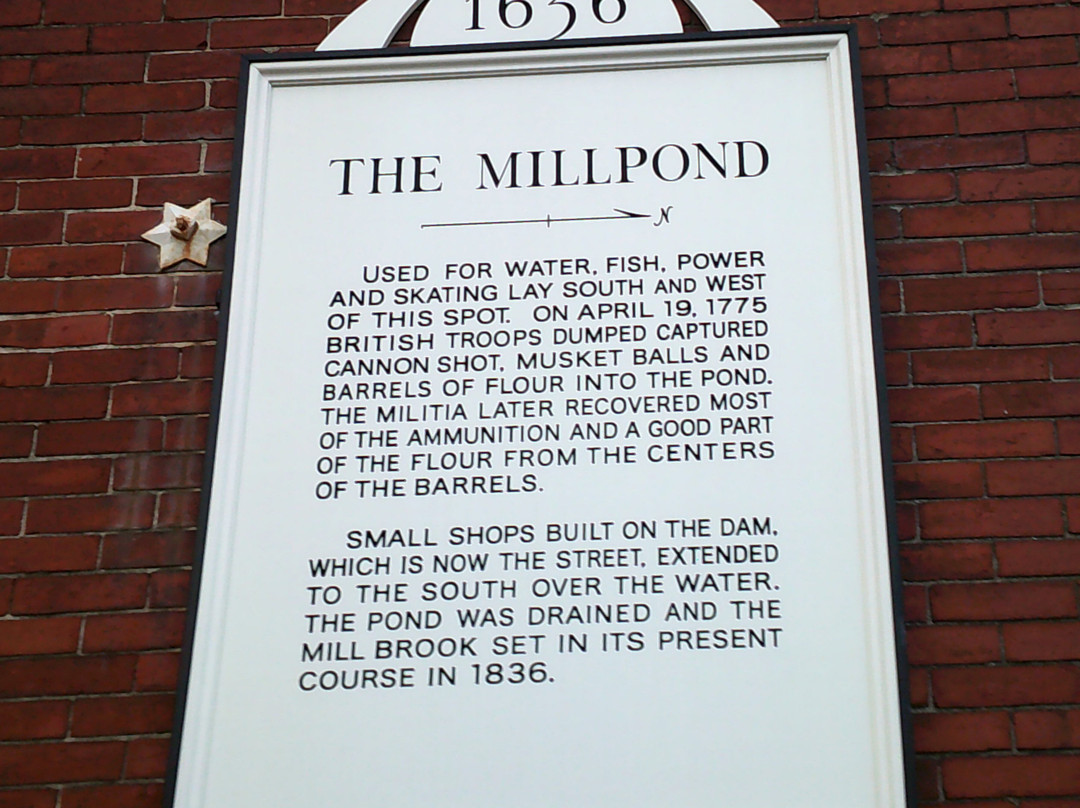 1636
THE MILLPOND
N
USED FOR WATER, FISH, POWER
AND SKATING LAY SOUTH AND WEST
OF THIS SPOT. ON APRIL 19, 1775
BRITISH TROOPS DUMPED CAPTURED
CANNON SHOT, MUSKET BALLS AND
BARRELS OF FLOUR INTO THE POND.
THE MILITIA LATER RECOVERED MOST
OF THE AMMUNITION AND A GOOD PART
OF THE FLOUR FROM THE CENTERS
OF THE BARRELS.
SMALL SHOPS BUILT ON THE DAM,
WHICH IS NOW THE STREET, EXTENDED
TO THE SOUTH OVER THE WATER.
THE POND WAS DRAINED AND THE
MILL BROOK SET IN ITS PRESENT
COURSE IN 1836.